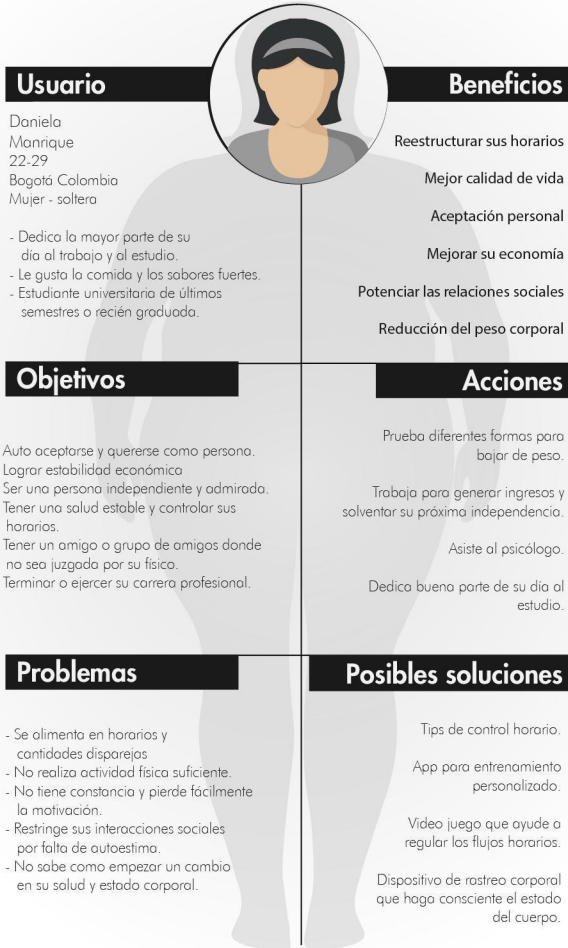 Usuario
Daniela
Manrique
22-29
Bogotá Colombia
Mujer - soltera
- Dedica la mayor parte de su
día al trabajo y al estudio.
- Le gusta la comida y los sabores fuertes.
- Estudiante universitaria de últimos
semestres o recién graduada.
Beneficios
Reestructurar sus horarios
Mejor calidad de vida
Aceptación personal
Mejorar su economía
Potenciar las relaciones sociales
Reducción del peso corporal
Objetivos
Auto aceptarse y quererse como persona.
Lograr estabilidad económica
Ser una persona independiente y admirada.
Tener una salud estable y controlar sus
horarios.
Tener un amigo o grupo de amigos donde
no sea juzgada por su físico.
Terminar o ejercer su carrera profesional.
Acciones
Prueba diferentes formas para
bajar de peso.
Trabaja para generar ingresos y
solventar su próxima independencia.
Asiste al psicólogo.
Dedica buena parte de su dia al
estudio.
Problemas
- Se alimenta en horarios y
cantidades disparejas
- No realiza actividad física suficiente.
- No tiene constancia y pierde fácilmente
la motivación.
- Restringe sus interacciones sociales
por falta de autoestima.
- No sabe como empezar un cambio
en su salud y estado corporal.
Posibles soluciones
Tips de control horario.
App para entrenamiento
personalizado.
Video juego que ayude a
regular los flujos horarios.
Dispositivo de rastreo corporal
que haga consciente el estado
del cuerpo.